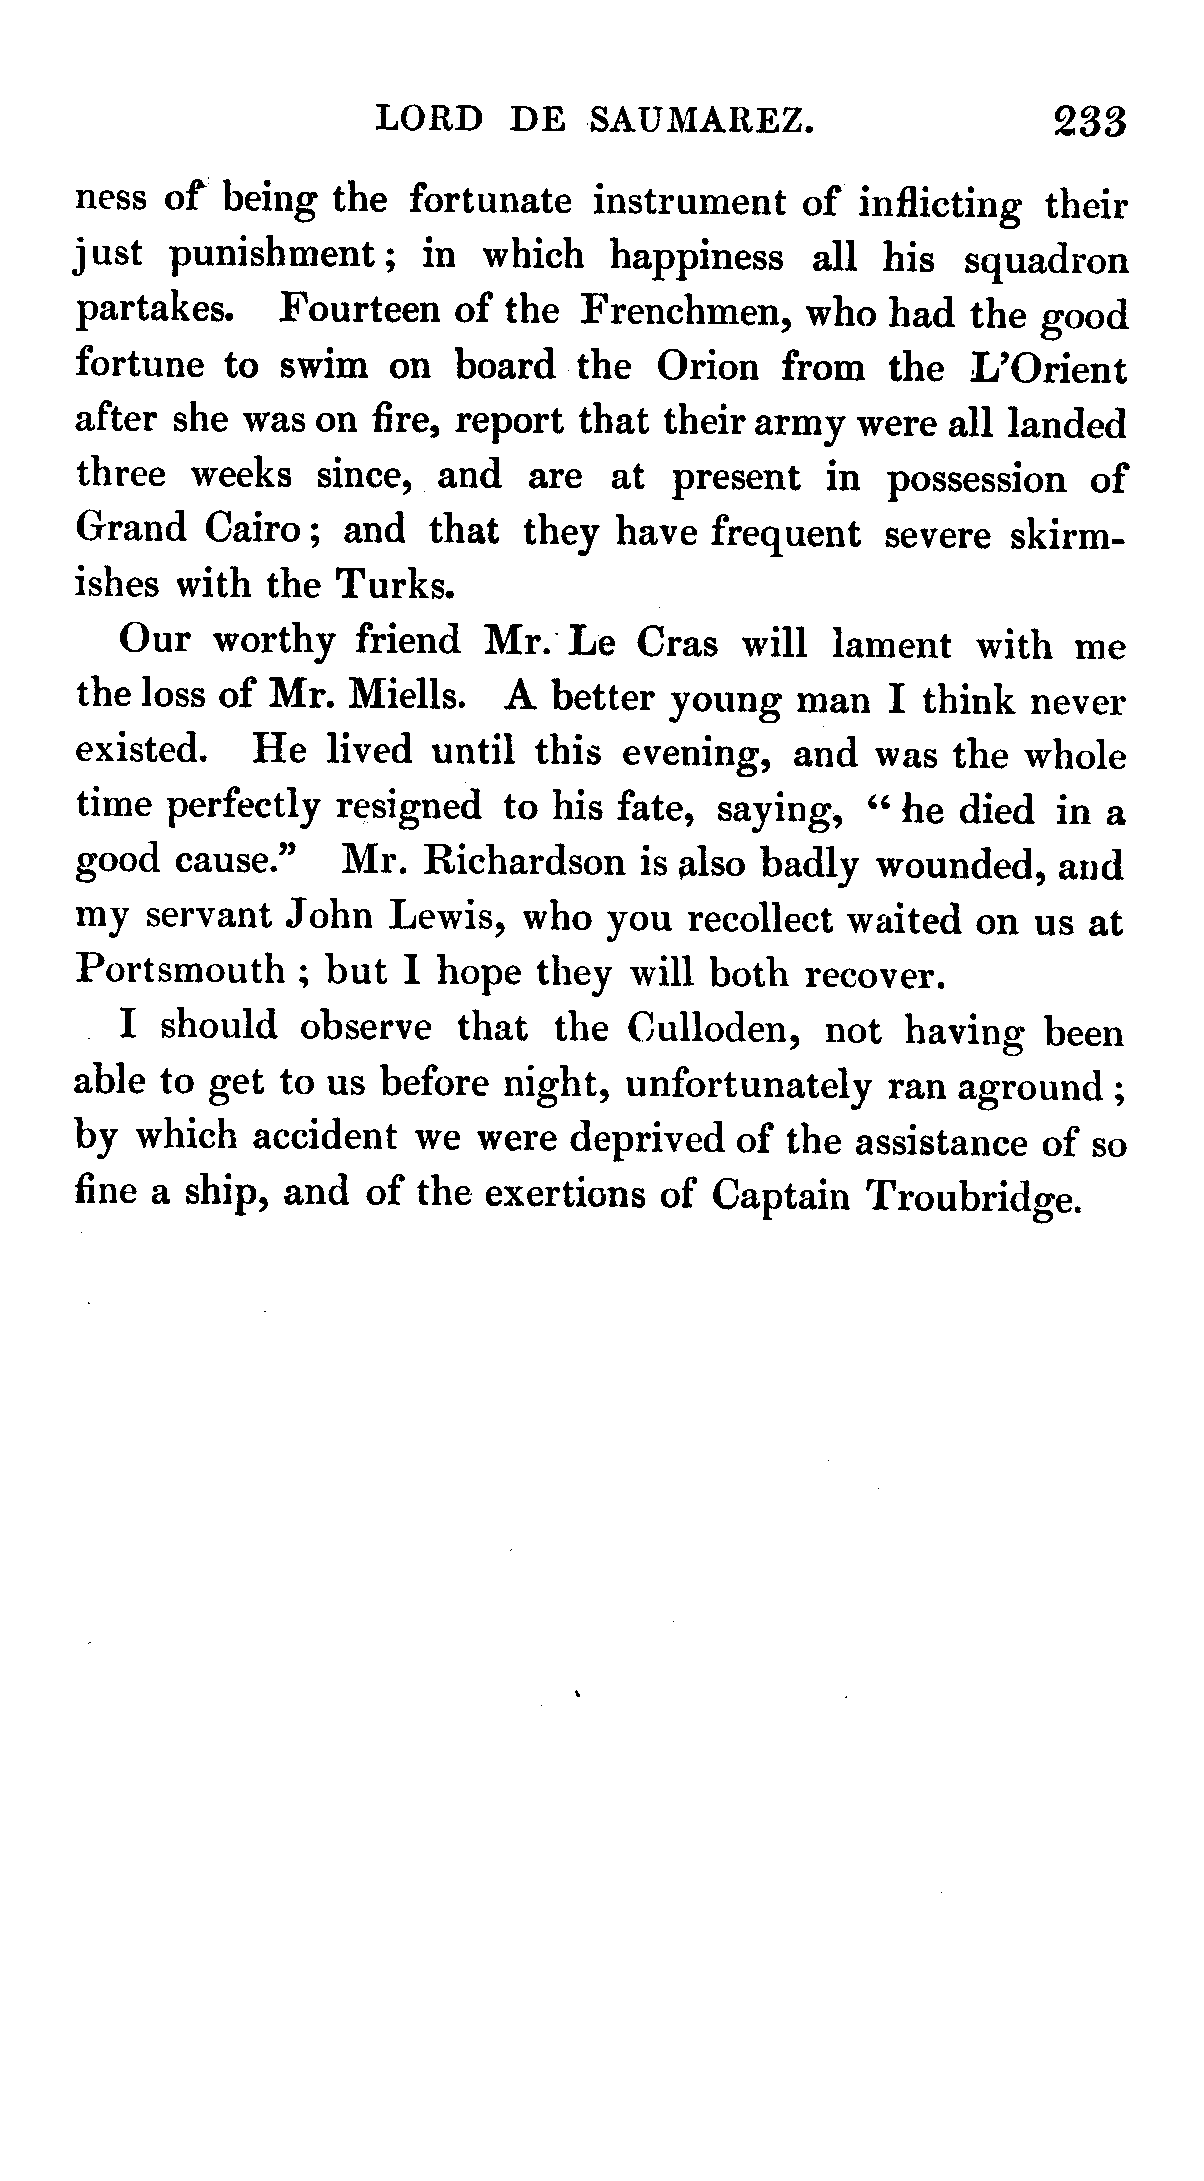 LORD DE SAUMAREZ. 233
ness of being the fortunate instrument of inflicting their
just punishment; in which happiness all his squadron
partakes. Fourteen of the Frenchmen, who had the good
fortune to swim on board the Orion from the L'Orient
after she was on fire, report that their army were all landed
three weeks since, and are at present in possession of
Grand Cairo; and that they have frequent severe skirm-
ishes with the Turks.
Our worthy friend Mr. Le Cras will lament with me
the loss of Mr. Miells. A better young man I think never
existed. He lived until this evening, and was the whole
time perfectly resigned to his fate, saying, “ he died in a
good cause.” Mr. Richardson is also badly wounded, and
my servant John Lewis, who you recollect waited on us at
Portsmouth ; but I hope they will both recover.
I should observe that the Culloden, not having been
able to get to us before night, unfortunately ran aground ;
by which accident we were deprived of the assistance of so
fine a ship, and of the exertions of Captain Troubridge.